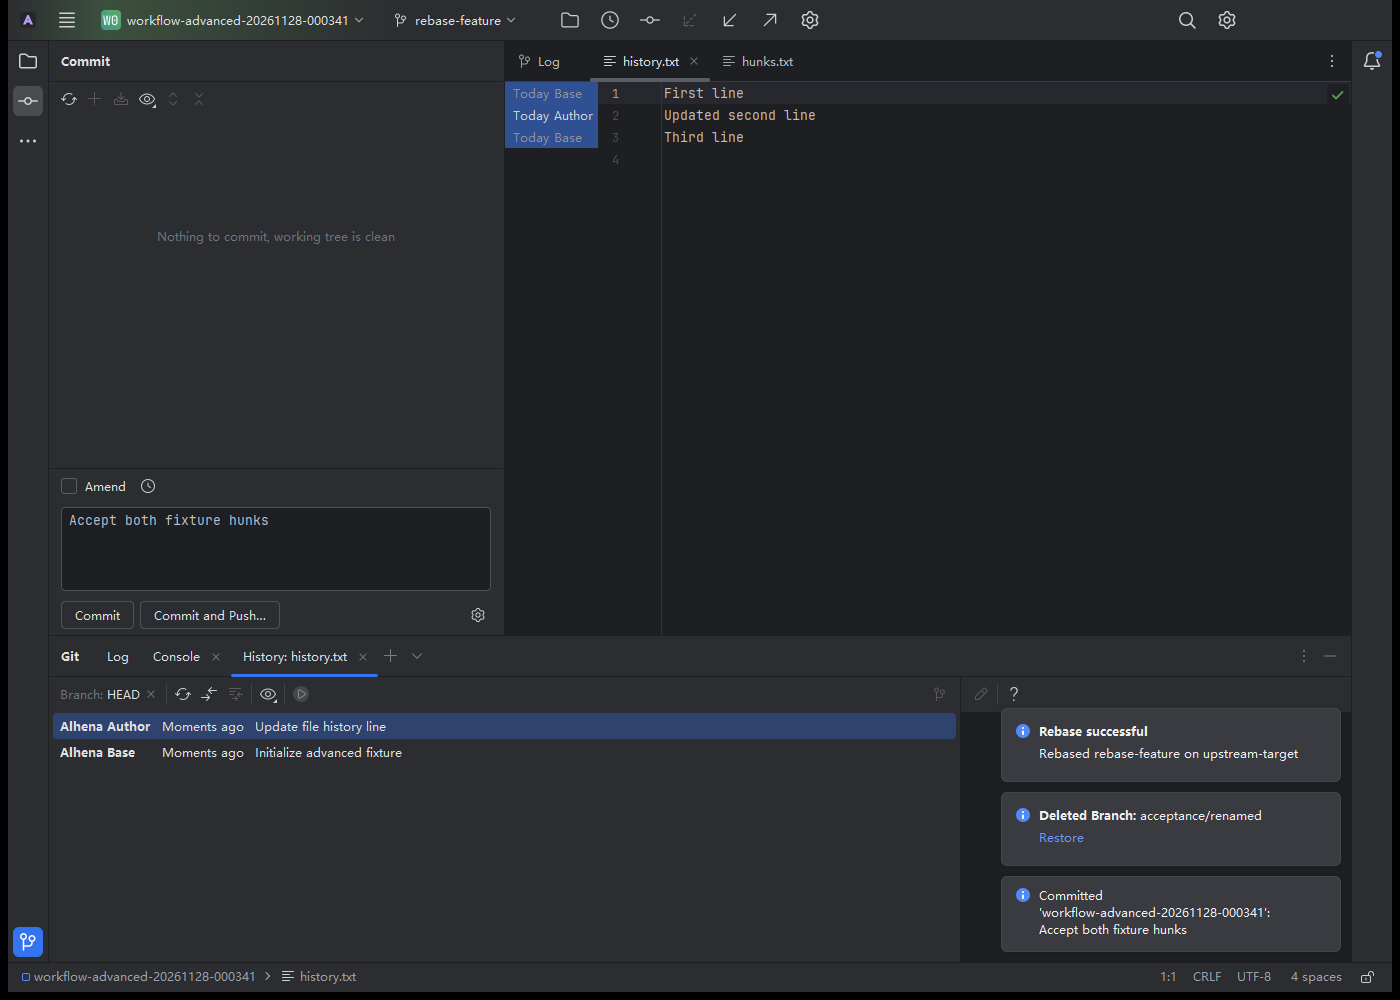 A
WO workflow-advanced-20261128-000341
rebase-feature
Commit
Log
history.txt
hunks.txt
Today Base 1 First line
Today Author 2 Updated second line
Today Base 3 Third line
4
Nothing to commit, working tree is clean
Amend
Accept both fixture hunks
Commit
Commit and Push...
Git
Log
Console
History: history.txt
Branch: HEAD
?
Alhena Author Moments ago Update file history line
Alhena Base Moments ago Initialize advanced fixture
Rebase successful
Rebased rebase-feature on upstream-target
Deleted Branch: acceptance/renamed
Restore
Committed
'workflow-advanced-20261128-000341':
Accept both fixture hunks
workflow-advanced-20261128-000341 > history.txt
1:1 CRLF UTF-8 4 spaces